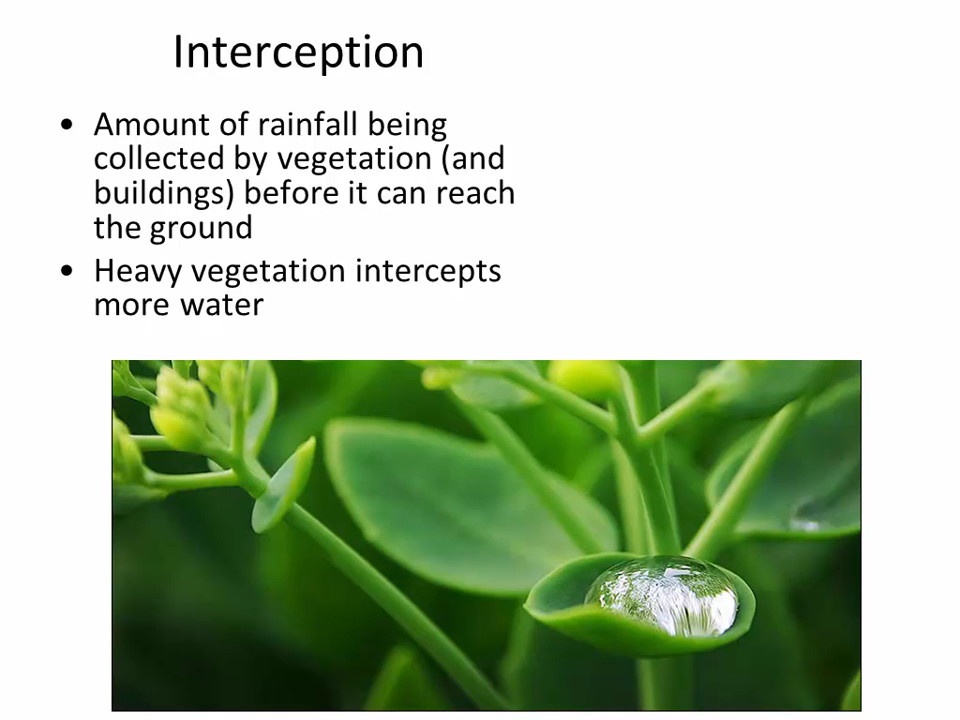 Interception
• Amount of rainfall being
collected by vegetation (and
buildings) before it can reach
the ground
• Heavy vegetation intercepts
more water